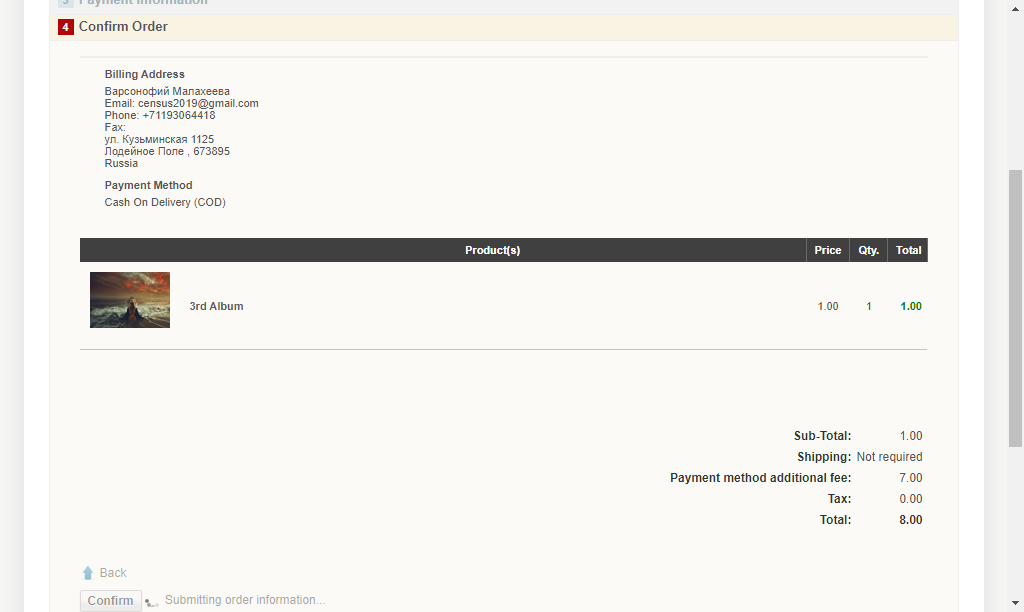 3 Payment Information
4 Confirm Order
Billing Address
Варсонофий Малахеева
Email: census2019@gmail.com
Phone: +71193064418
Fax:
ул. Кузьминская 1125
Лодейное Поле , 673895
Russia
Payment Method
Cash On Delivery (COD)
Product(s) Price Qty. Total
3rd Album 1.00 1 1.00
Sub-Total: 1.00
Shipping: Not required
Payment method additional fee: 7.00
Tax: 0.00
Total: 8.00
Back
Confirm Submitting order information...